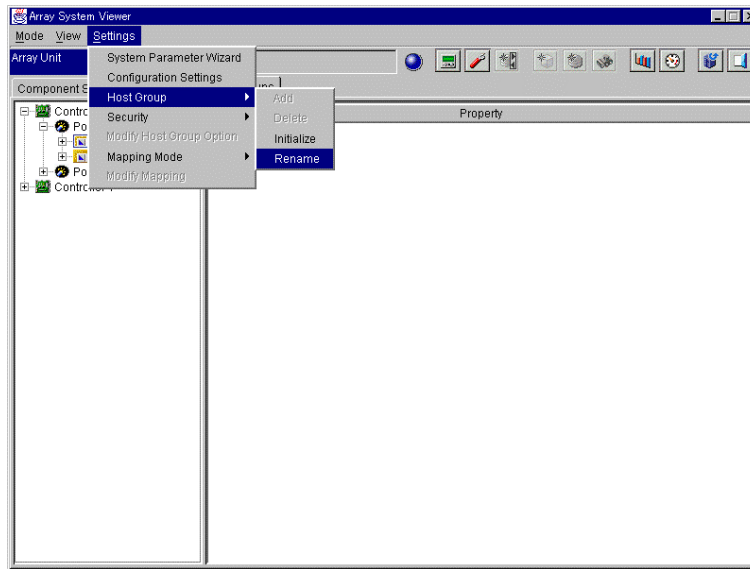 Array System Viewer
Mode View Settings
Array Unit
System Parameter Wizard
Configuration Settings
Host Group
Security
Modify Host Group Option
Mapping Mode
Modify Mapping
Add
Delete
Initialize
Rename
Component S
Property
Contro
Po
Po